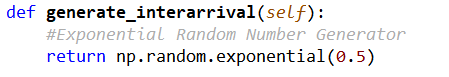 def generate_interarrival(self):
    #Exponential Random Number Generator
    return np.random.exponential(0.5)